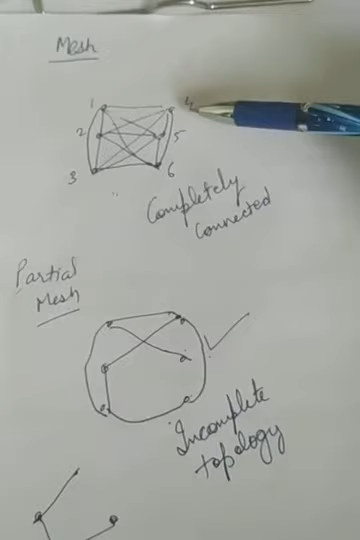 Mesh
1
4
2
5
3
6
Completely
connected
Partial
Mesh
Incomplete
topology